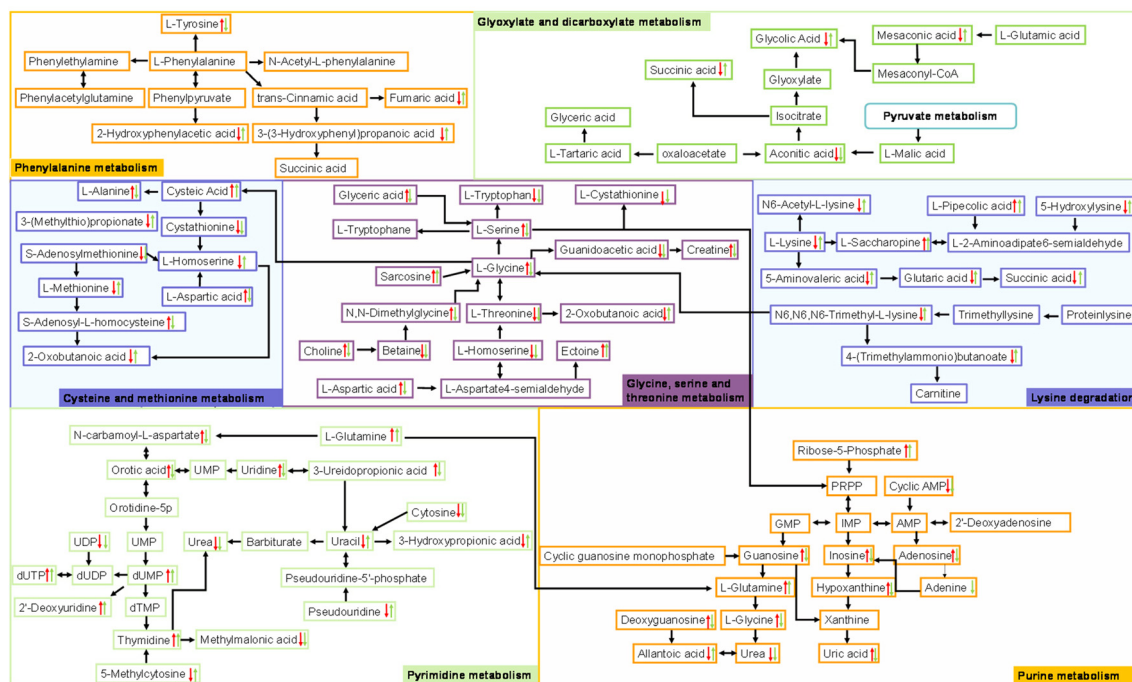 L-Tyrosine
Phenylethylamine
L-Phenylalanine
N-Acetyl-L-phenylalanine
Phenylacetylglutamine
Phenylpyruvate
trans-Cinnamic acid
Fumaric acid
2-Hydroxyphenylacetic acid
3-(3-Hydroxyphenyl)propanoic acid
Succinic acid
Phenylalanine metabolism
Glyoxylate and dicarboxylate metabolism
Glycolic Acid
Mesaconic acid
L-Glutamic acid
Succinic acid
Mesaconyl-CoA
Glyoxylate
Glyceric acid
Isocitrate
Pyruvate metabolism
L-Tartaric acid
oxaloacetate
Aconitic acid
L-Malic acid
L-Alanine
Cysteic Acid
3-(Methylthio)propionate
Cystathionine
S-Adenosylmethionine
L-Homoserine
L-Methionine
L-Aspartic acid
S-Adenosyl-L-homocysteine
2-Oxobutanoic acid
Cysteine and methionine metabolism
Glyceric acid
L-Tryptophan
L-Cystathionine
L-Tryptophane
L-Serine
Guanidoacetic acid
Creatine
Sarcosine
L-Glycine
N,N-Dimethylglycine
L-Threonine
2-Oxobutanoic acid
Choline
Betaine
L-Homoserine
Ectoine
L-Aspartic acid
L-Aspartate4-semialdehyde
Glycine, serine and
threonine metabolism
N6-Acetyl-L-lysine
L-Pipecolic acid
5-Hydroxylysine
L-Lysine
L-Saccharopine
L-2-Aminoadipate6-semialdehyde
5-Aminovaleric acid
Glutaric acid
Succinic acid
N6,N6,N6-Trimethyl-L-lysine
Trimethyllysine
Proteinlysine
4-(Trimethylammonio)butanoate
Carnitine
Lysine degradation
N-carbamoyl-L-aspartate
L-Glutamine
Orotic acid
UMP
Uridine
3-Ureidopropionic acid
Orotidine-5p
Cytosine
UDP
UMP
Urea
Barbiturate
Uracil
3-Hydroxypropionic acid
dUTP
dUDP
dUMP
Pseudouridine-5'-phosphate
2'-Deoxyuridine
dTMP
Pseudouridine
Thymidine
Methylmalonic acid
5-Methylcytosine
Pyrimidine metabolism
Ribose-5-Phosphate
PRPP
Cyclic AMP
GMP
IMP
AMP
2'-Deoxyadenosine
Cyclic guanosine monophosphate
Guanosine
Inosine
Adenosine
L-Glutamine
Hypoxanthine
Adenine
Deoxyguanosine
L-Glycine
Xanthine
Allantoic acid
Urea
Uric acid
Purine metabolism